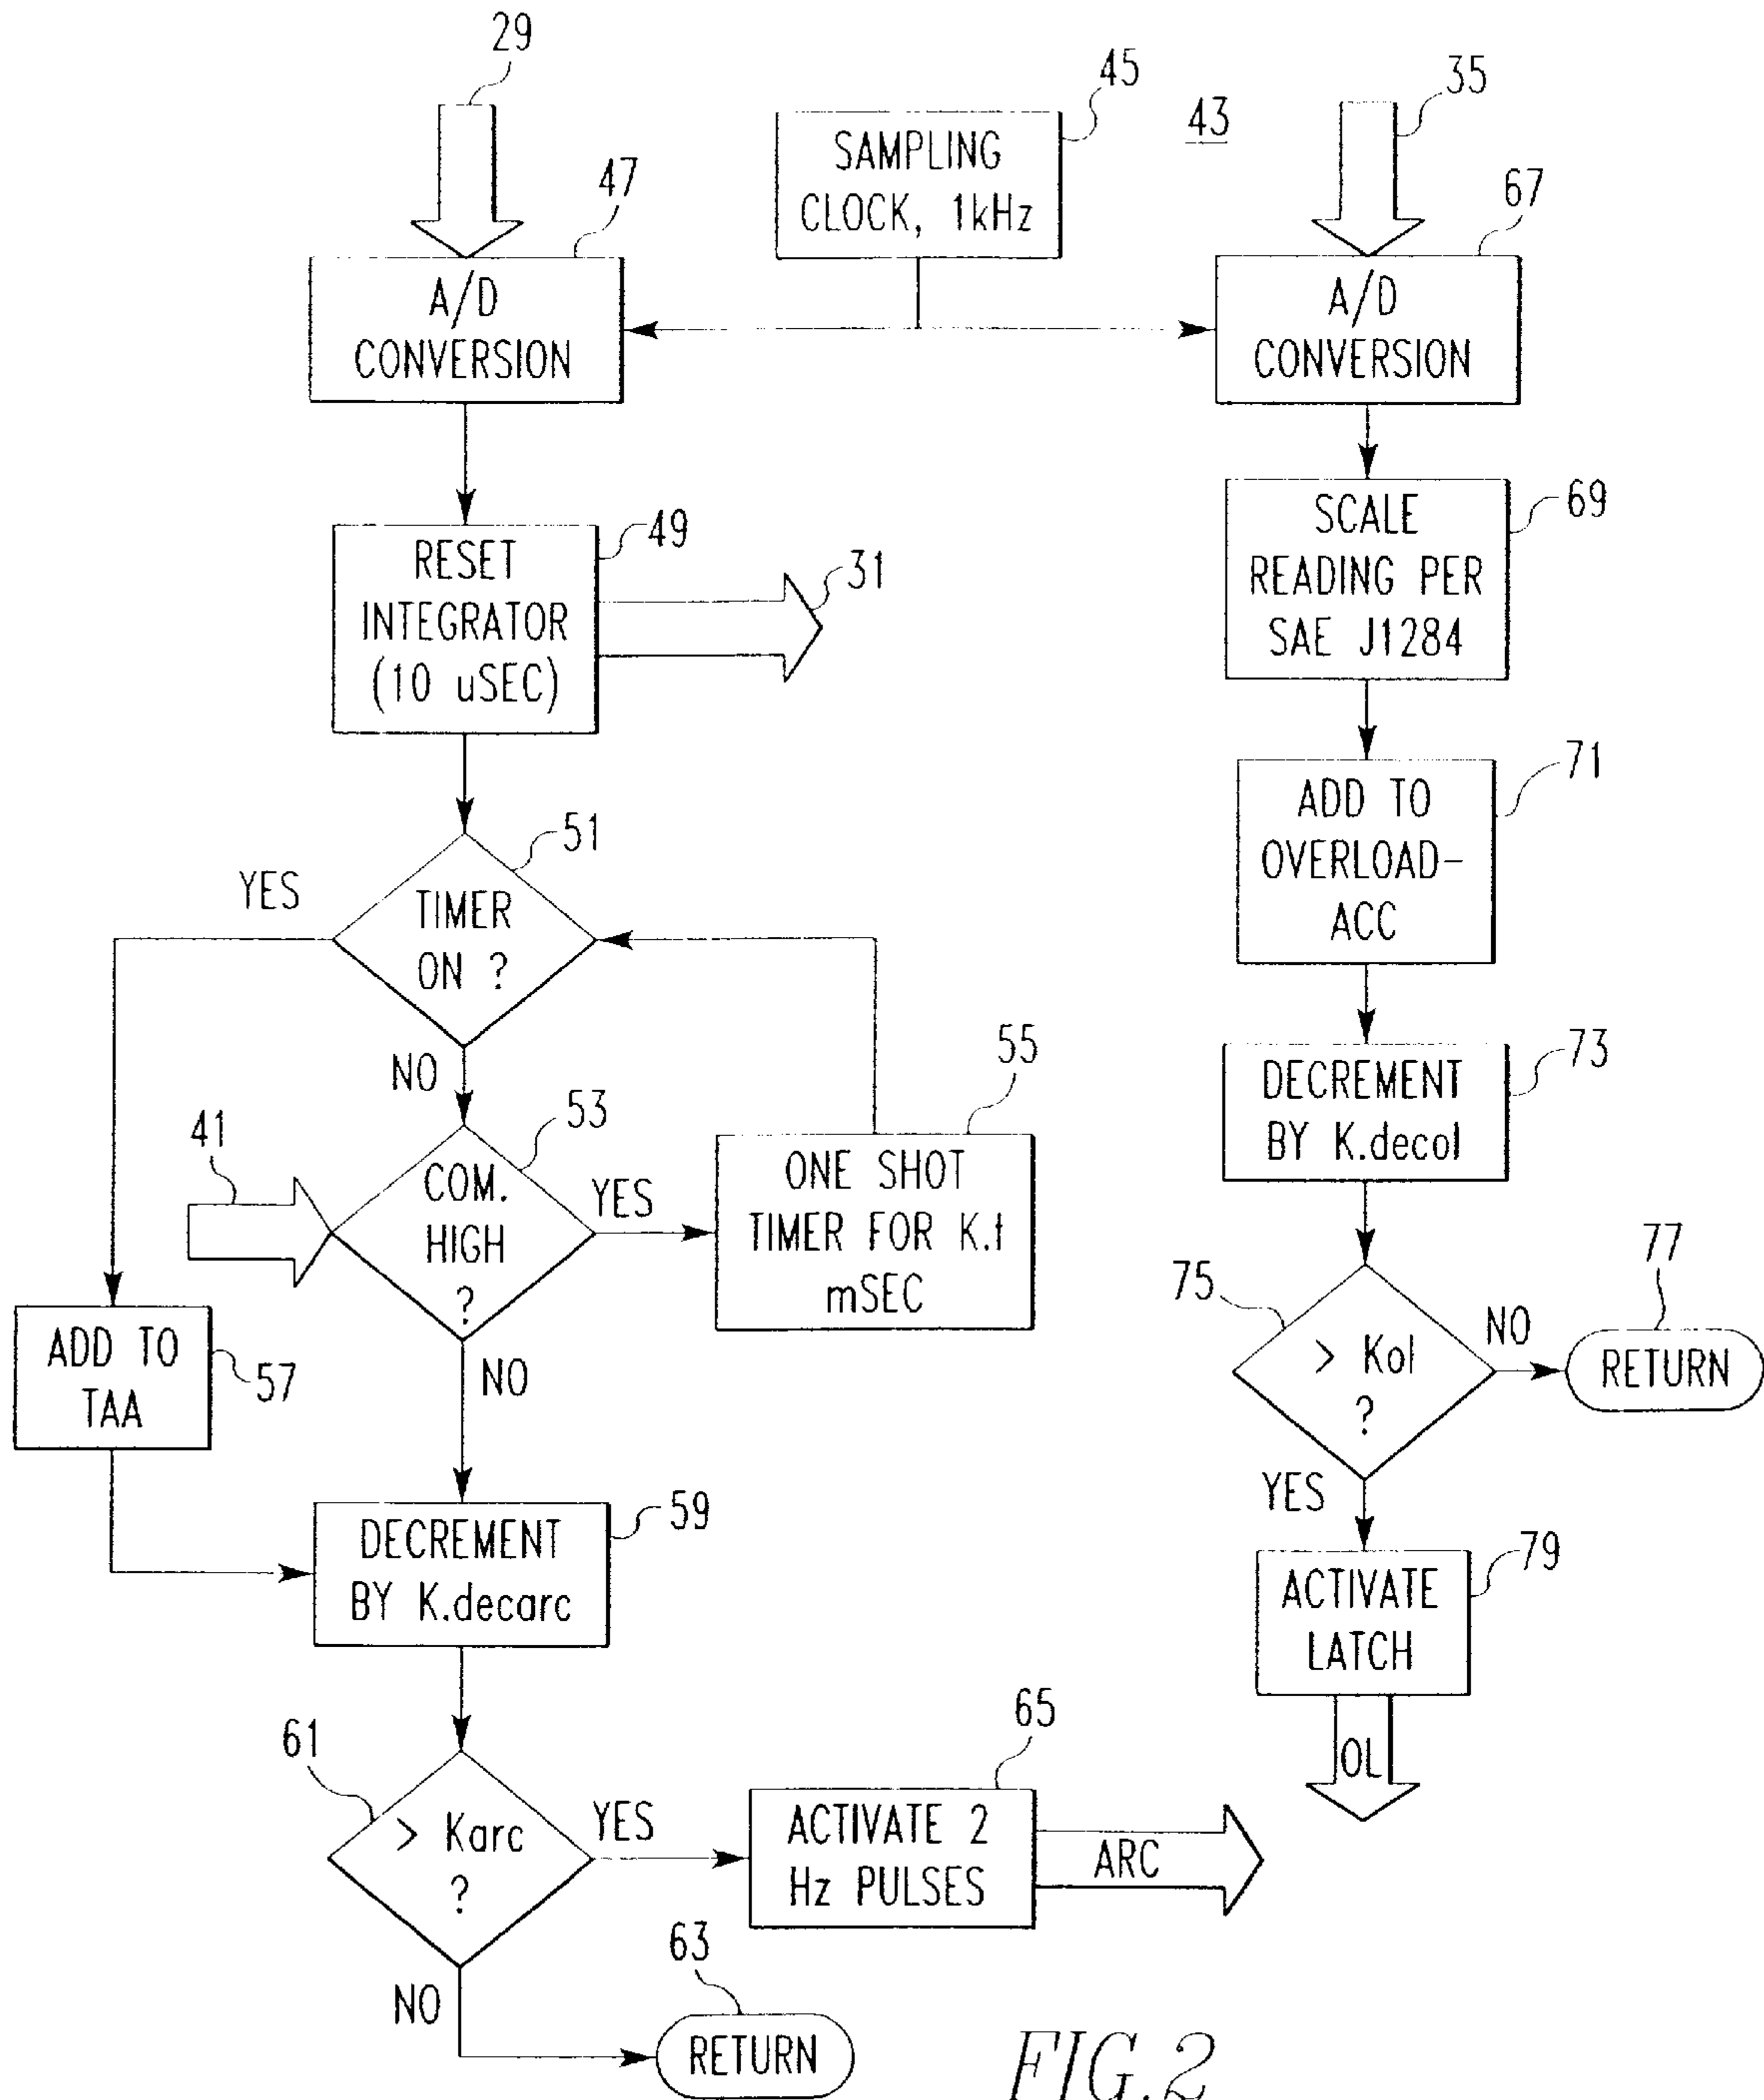 29
45
43
35
SAMPLING
CLOCK, 1kHz
47
67
A/D
CONVERSION
A/D
CONVERSION
49
RESET
INTEGRATOR
(10 uSEC)
31
SCALE
READING PER
SAE J1284
69
51
YES
TIMER
ON ?
NO
71
ADD TO
OVERLOAD-
ACC
55
73
DECREMENT
BY K.decol
41
53
COM.
HIGH
?
YES
ONE SHOT
TIMER FOR K.t
mSEC
NO
ADD TO
TAA
57
75
> Kol
?
NO
77
RETURN
YES
59
DECREMENT
BY K.decarc
79
ACTIVATE
LATCH
OL
61
> Karc
?
YES
65
ACTIVATE 2
Hz PULSES
ARC
NO
63
RETURN
FIG.2